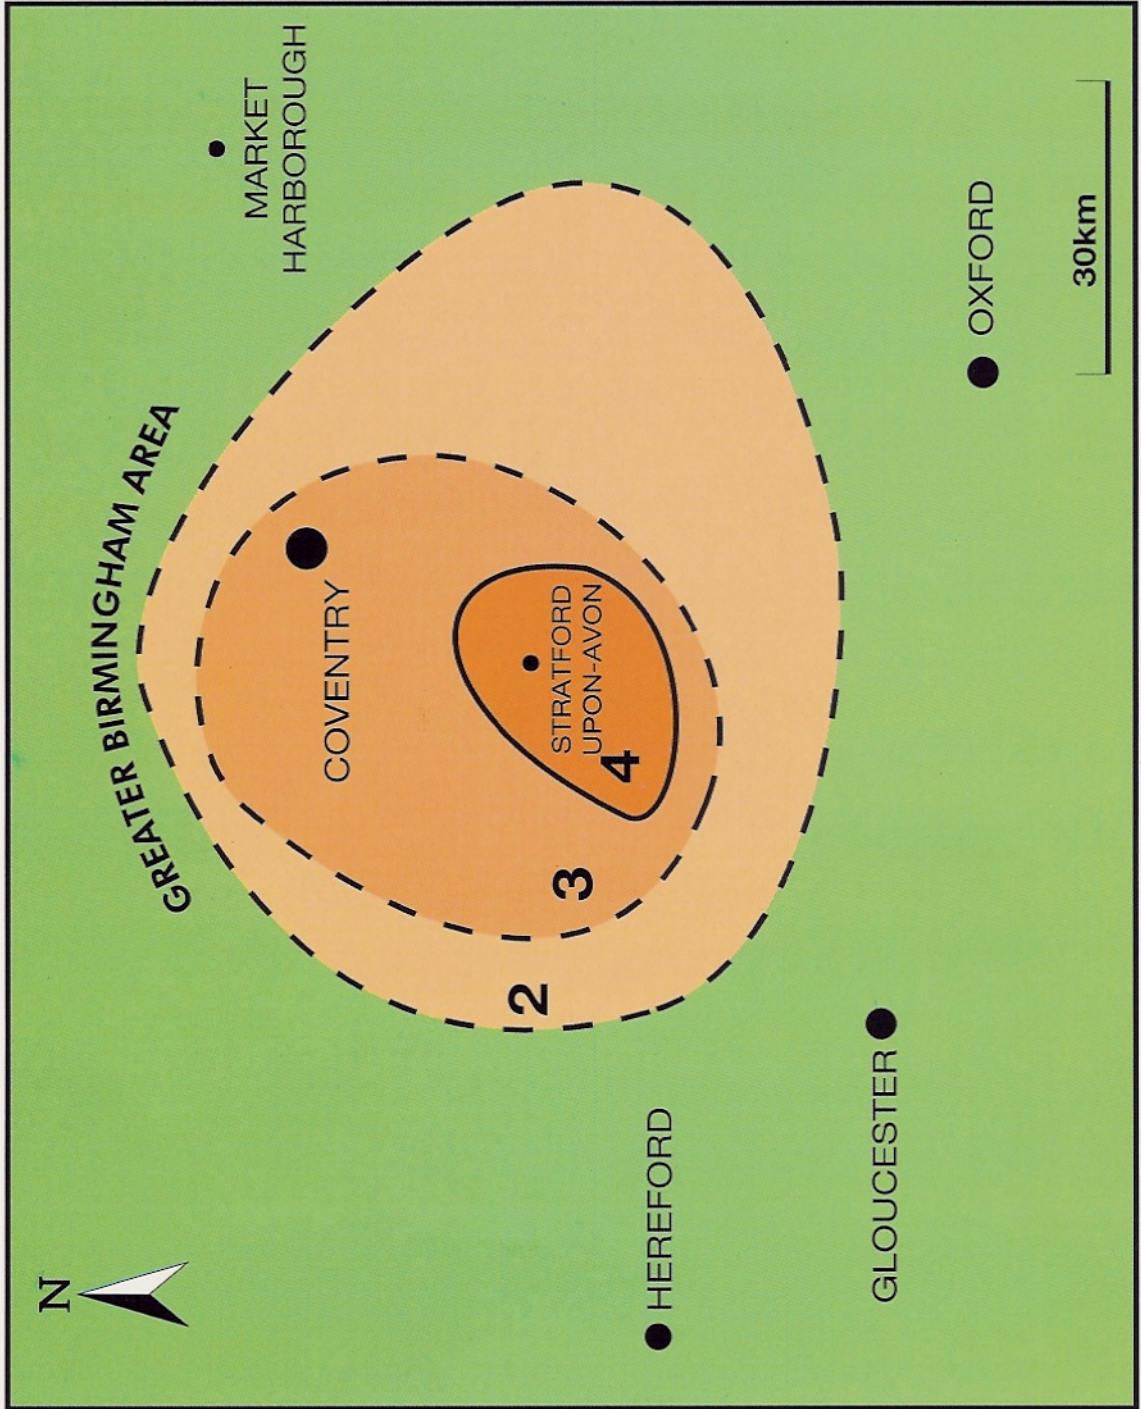 N
GREATER BIRMINGHAM AREA
MARKET
HARBOROUGH
COVENTRY
2
3
STRATFORD
UPON-AVON
4
HEREFORD
GLOUCESTER
OXFORD
30km